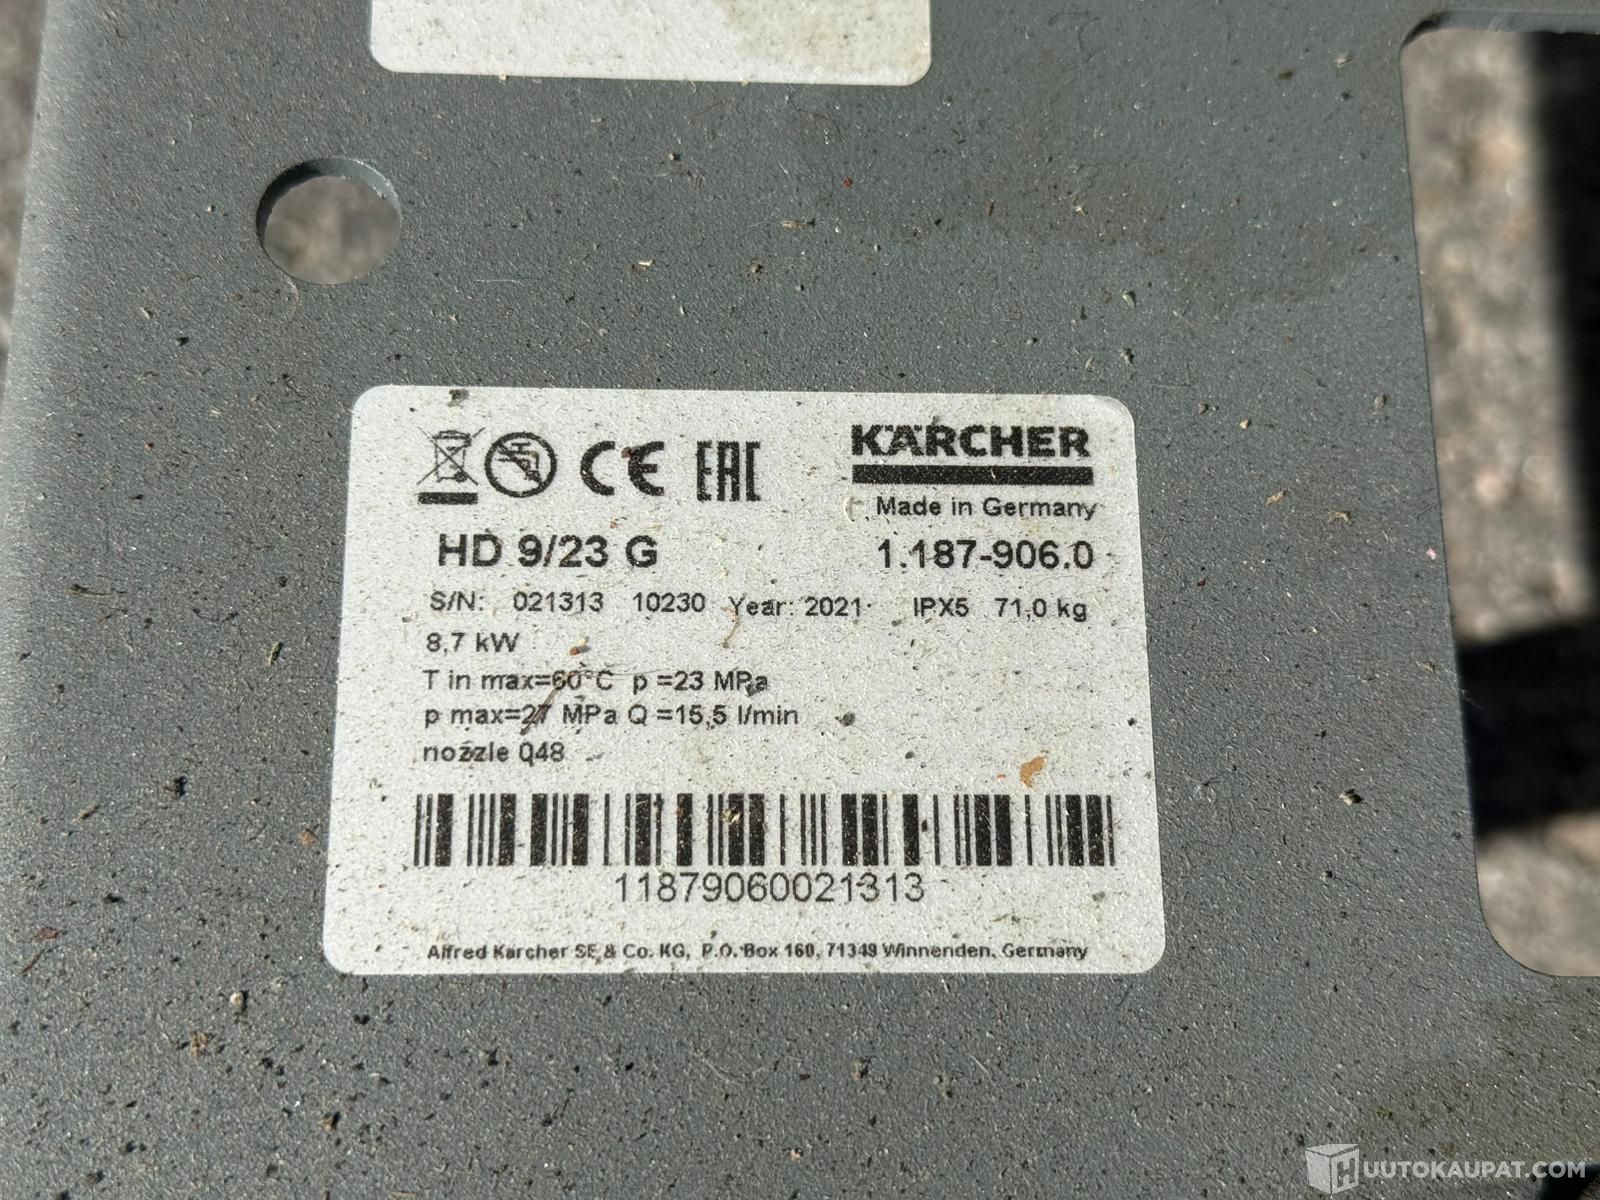 CE EAC
KÄRCHER
Made in Germany
HD 9/23 G 1.187-906.0
S/N: 021313 10230 Year: 2021 IPX5 71,0 kg
8,7 kW
T in max=60°C p =23 MPa
p max=27 MPa Q =15,5 l/min
nozzle 048
11879060021313
Alfred Kärcher SE & Co. KG, P.O. Box 160, 71349 Winnenden, Germany
HUUTOKAUPAT.COM